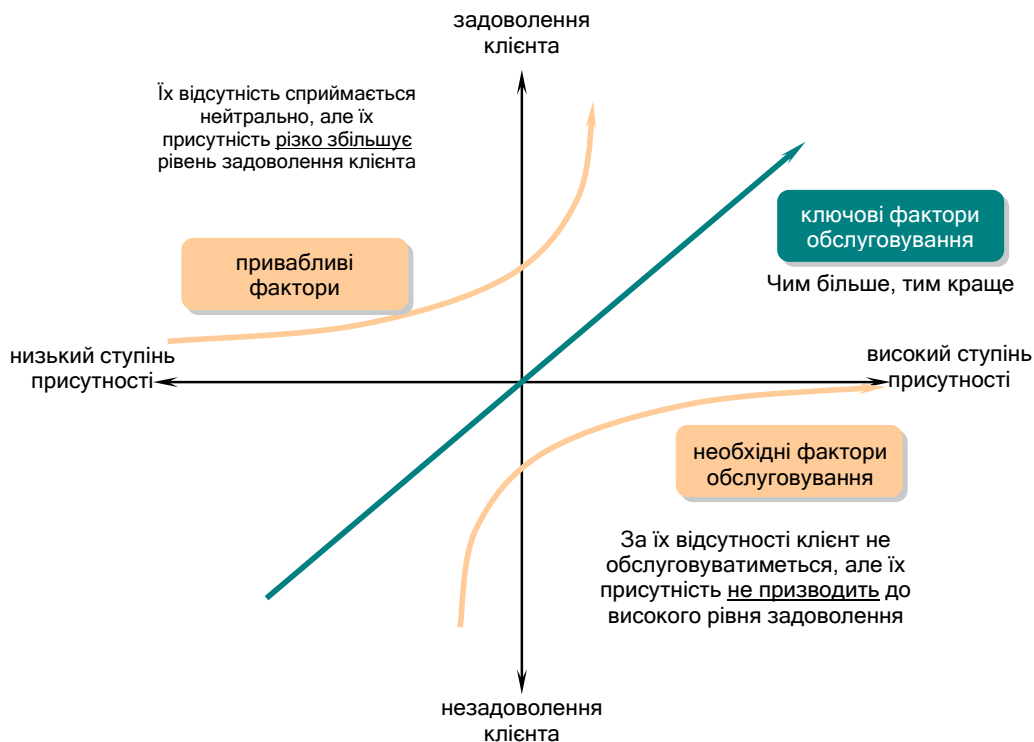 задоволення
клієнта
Їх відсутність сприймається
нейтрально, але їх
присутність різко збільшує
рівень задоволення клієнта
ключові фактори
обслуговування
Чим більше, тим краще
привабливі
фактори
низький ступінь
присутності
високий ступінь
присутності
необхідні фактори
обслуговування
За їх відсутності клієнт не
обслуговуватиметься, але їх
присутність не призводить до
високого рівня задоволення
незадоволення
клієнта